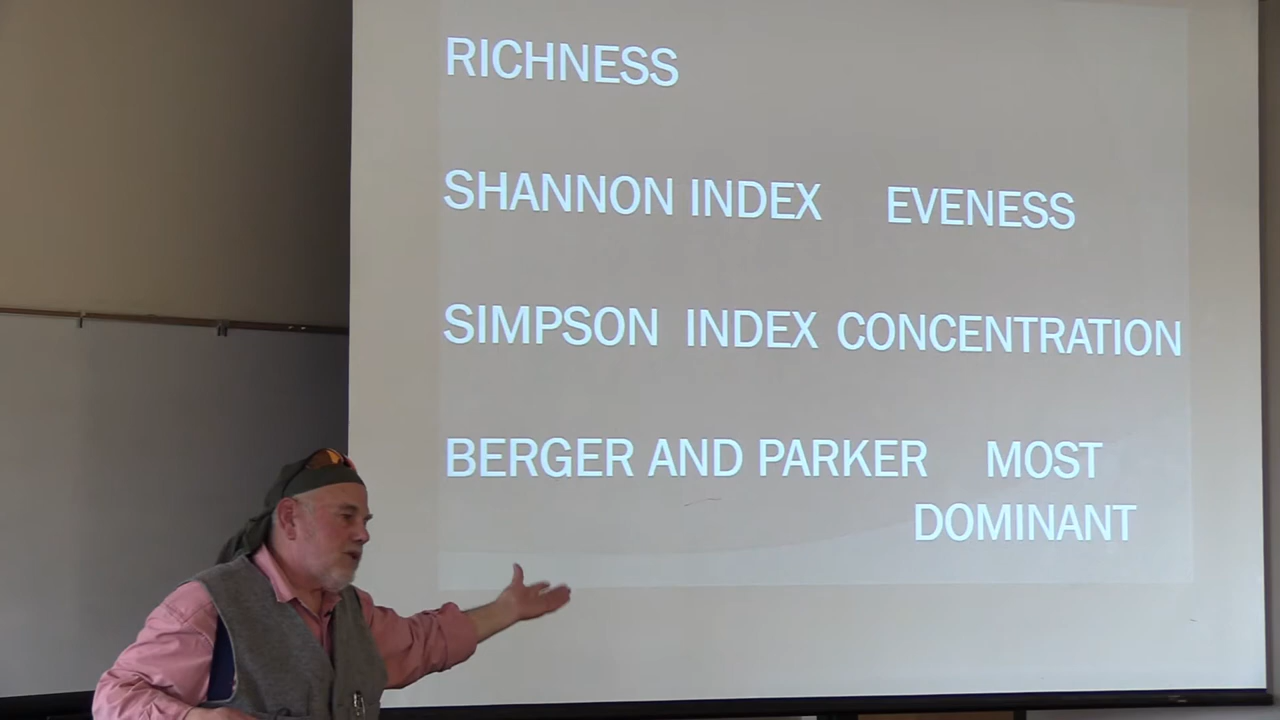 RICHNESS
SHANNON INDEX EVENESS
SIMPSON INDEX CONCENTRATION
BERGER AND PARKER MOST
DOMINANT